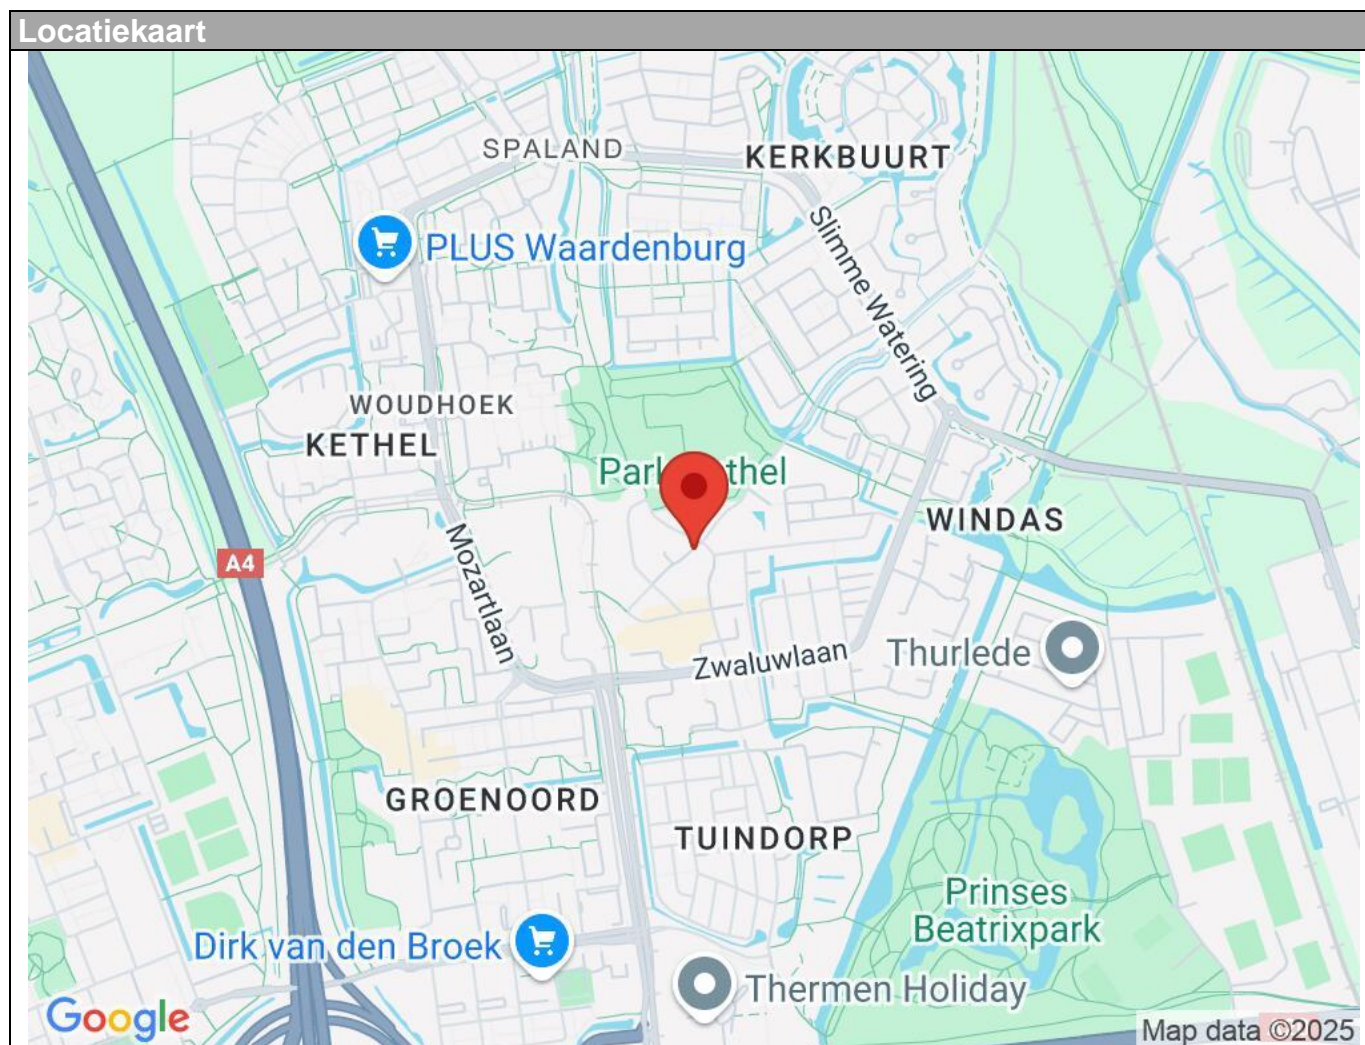 Locatiekaart
SPALAND
KERKBUURT
PLUS Waardenburg
Slimme Watering
WOUDHOEK
KETHEL
WINDAS
A4
Mozartlaan
Zwaluwlaan
Thurlede
GROENOORD
TUINDORP
Prinses
Beatrixpark
Dirk van den Broek
Thermen Holiday
Google
Map data ©2025